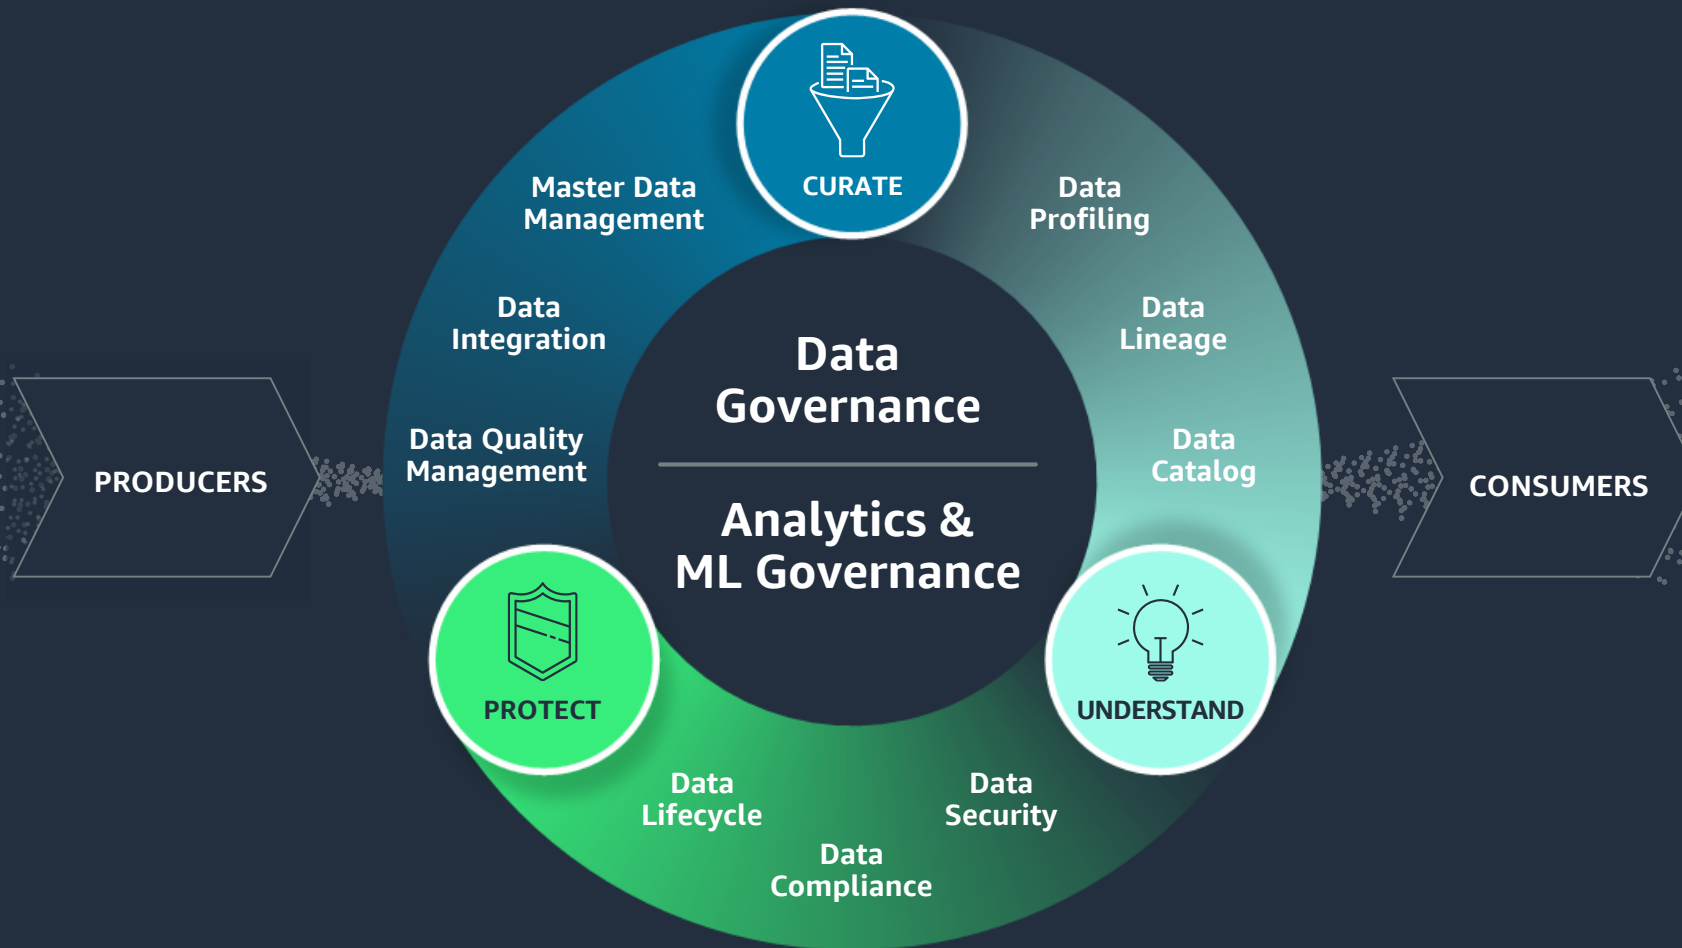 CURATE
Master Data
Management
Data
Profiling
Data
Integration
Data
Lineage
Data
Governance
Data Quality
Management
Data
Catalog
PRODUCERS
CONSUMERS
Analytics &
ML Governance
PROTECT
UNDERSTAND
Data
Lifecycle
Data
Security
Data
Compliance